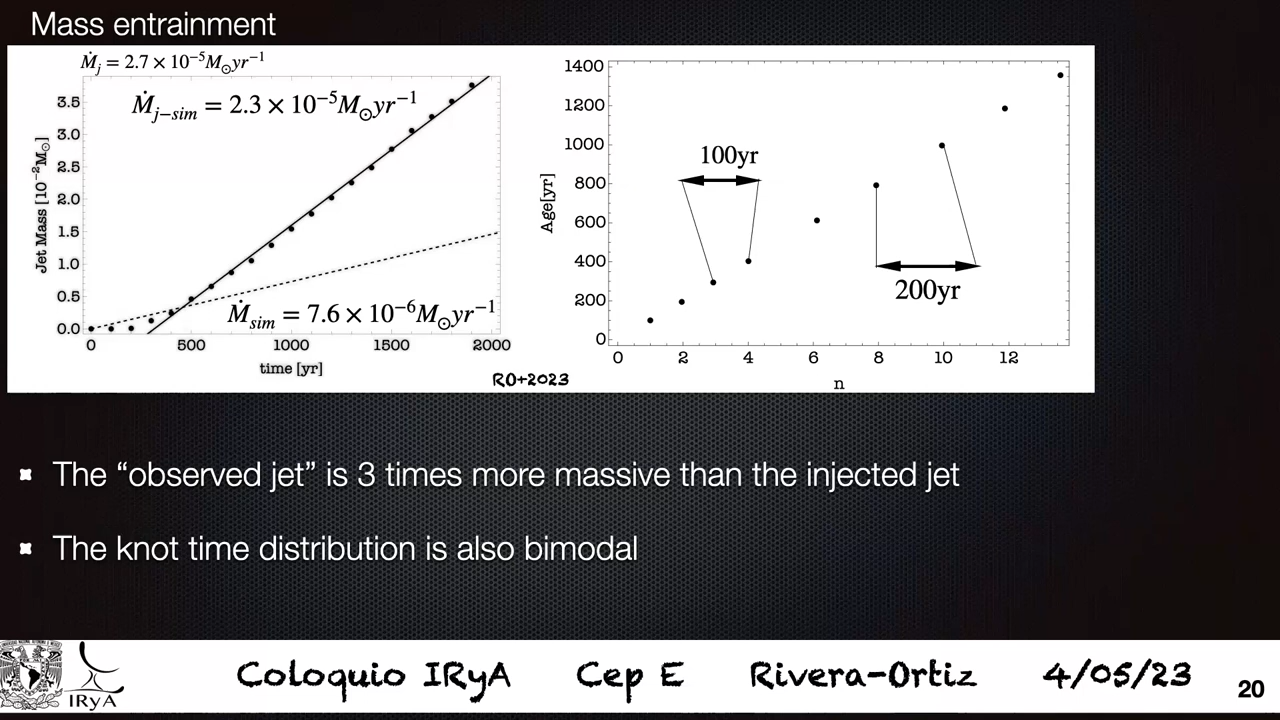 Mass entrainment
Ṁj = 2.7 × 10⁻⁵M⊙yr⁻¹
Ṁj−sim = 2.3 × 10⁻⁵M⊙yr⁻¹
Jet Mass [10⁻²M⊙]
3.5
3.0
2.5
2.0
1.5
1.0
0.5
0.0
Ṁsim = 7.6 × 10⁻⁶M⊙yr⁻¹
0 500 1000 1500 2000
time [yr]
RO+2023
Age[yr]
1400
1200
1000
800
600
400
200
0
100yr
200yr
0 2 4 6 8 10 12
n
The “observed jet” is 3 times more massive than the injected jet
The knot time distribution is also bimodal
IRyA
Coloquio IRyA Cep E Rivera-Ortiz 4/05/23
20